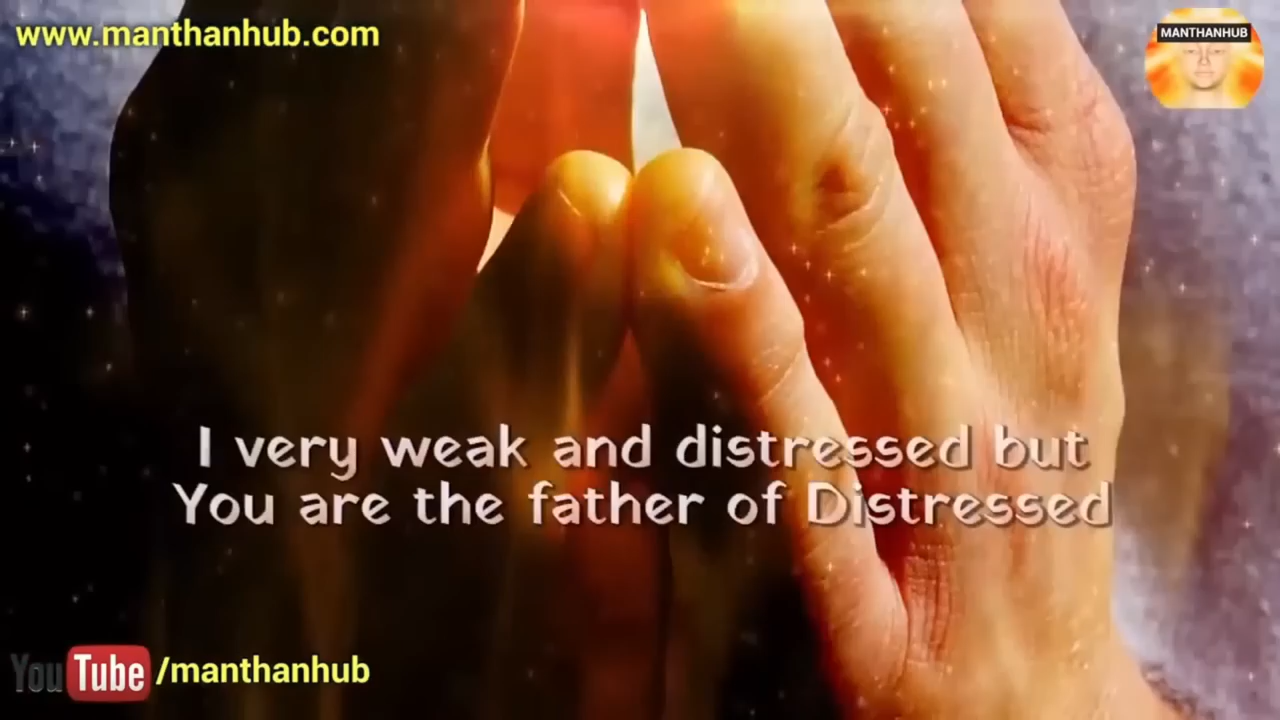 www.manthanhub.com
MANTHANHUB
I very weak and distressed but
You are the father of Distressed
YouTube /manthanhub